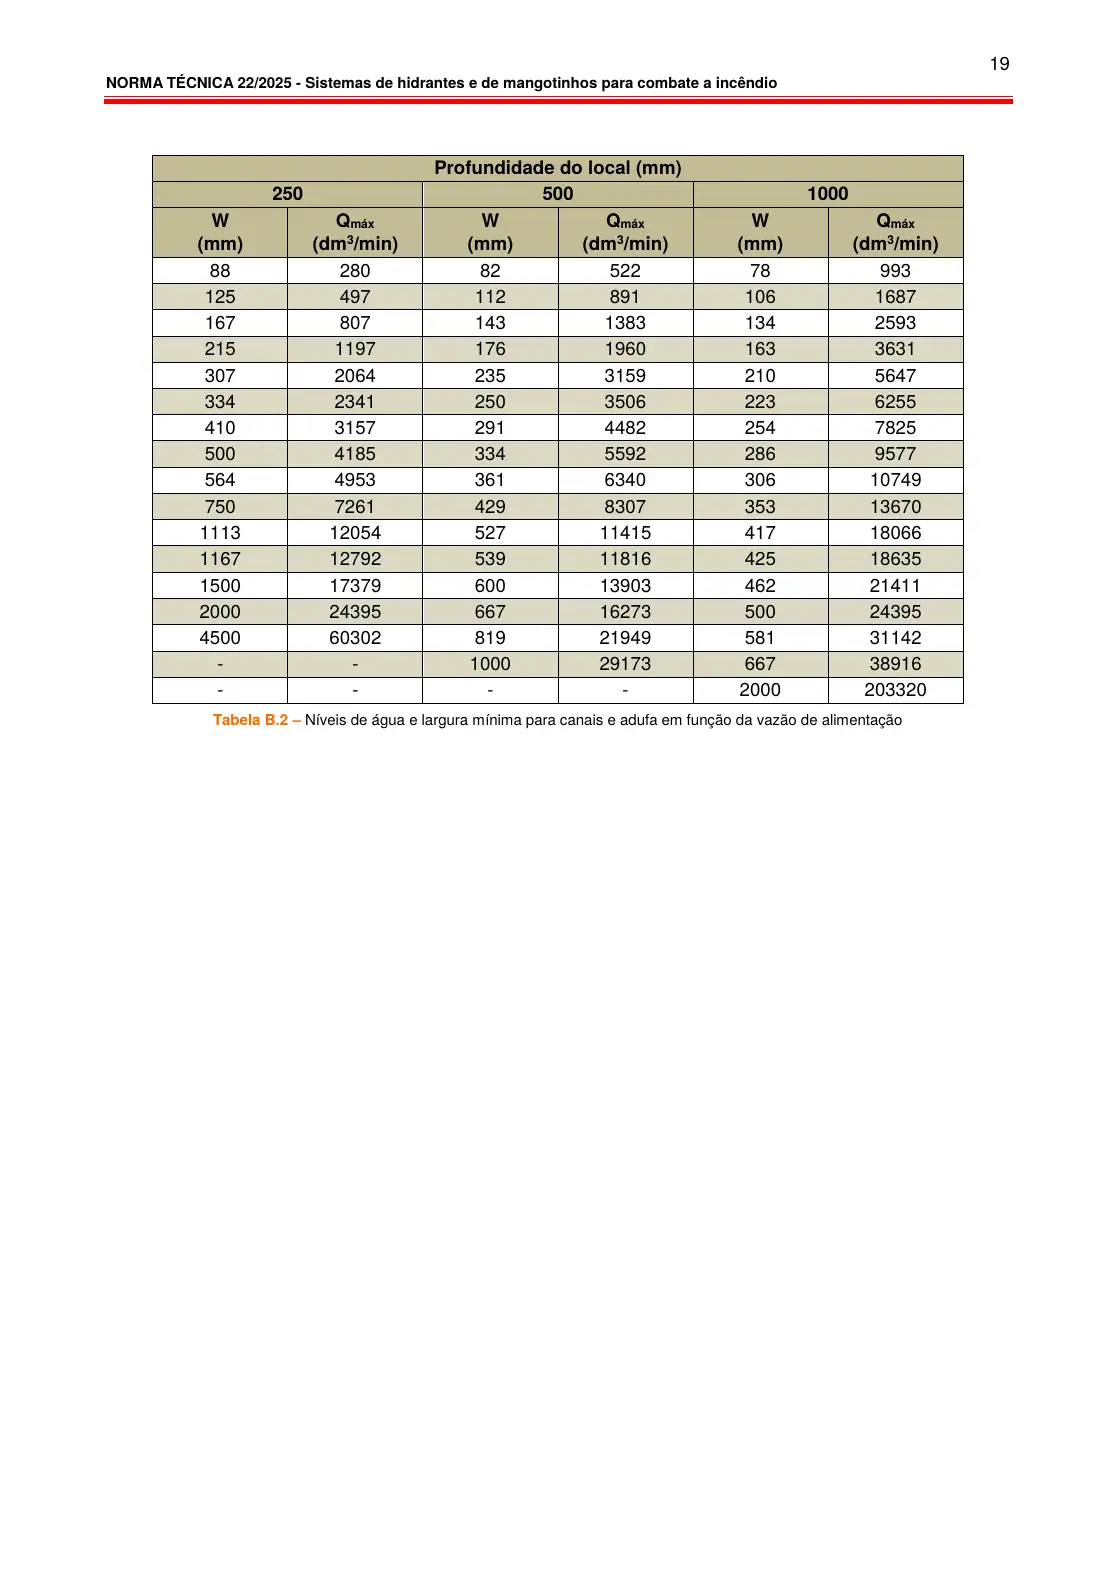 19
NORMA TÉCNICA 22/2025 - Sistemas de hidrantes e de mangotinhos para combate a incêndio
Profundidade do local (mm)
250 500 1000
W (mm) Qmáx (dm³/min) W (mm) Qmáx (dm³/min) W (mm) Qmáx (dm³/min)
88 280 82 522 78 993
125 497 112 891 106 1687
167 807 143 1383 134 2593
215 1197 176 1960 163 3631
307 2064 235 3159 210 5647
334 2341 250 3506 223 6255
410 3157 291 4482 254 7825
500 4185 334 5592 286 9577
564 4953 361 6340 306 10749
750 7261 429 8307 353 13670
1113 12054 527 11415 417 18066
1167 12792 539 11816 425 18635
1500 17379 600 13903 462 21411
2000 24395 667 16273 500 24395
4500 60302 819 21949 581 31142
- - 1000 29173 667 38916
- - - - 2000 203320
Tabela B.2 – Níveis de água e largura mínima para canais e adufa em função da vazão de alimentação